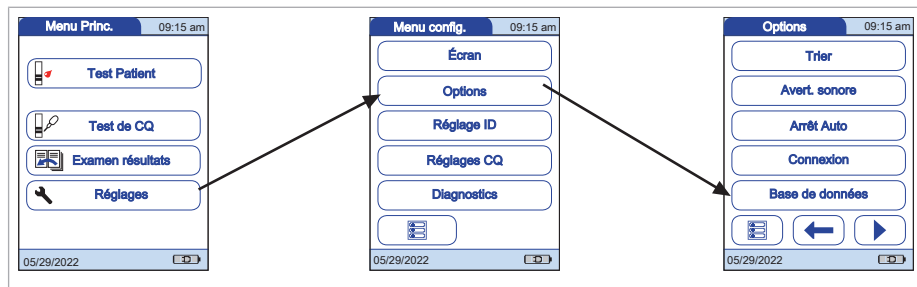 Menu Princ. 09:15 am
Test Patient
Test de CQ
Examen résultats
Réglages
05/29/2022
Menu config. 09:15 am
Écran
Options
Réglage ID
Réglages CQ
Diagnostics
05/29/2022
Options 09:15 am
Trier
Avert. sonore
Arrêt Auto
Connexion
Base de données
05/29/2022